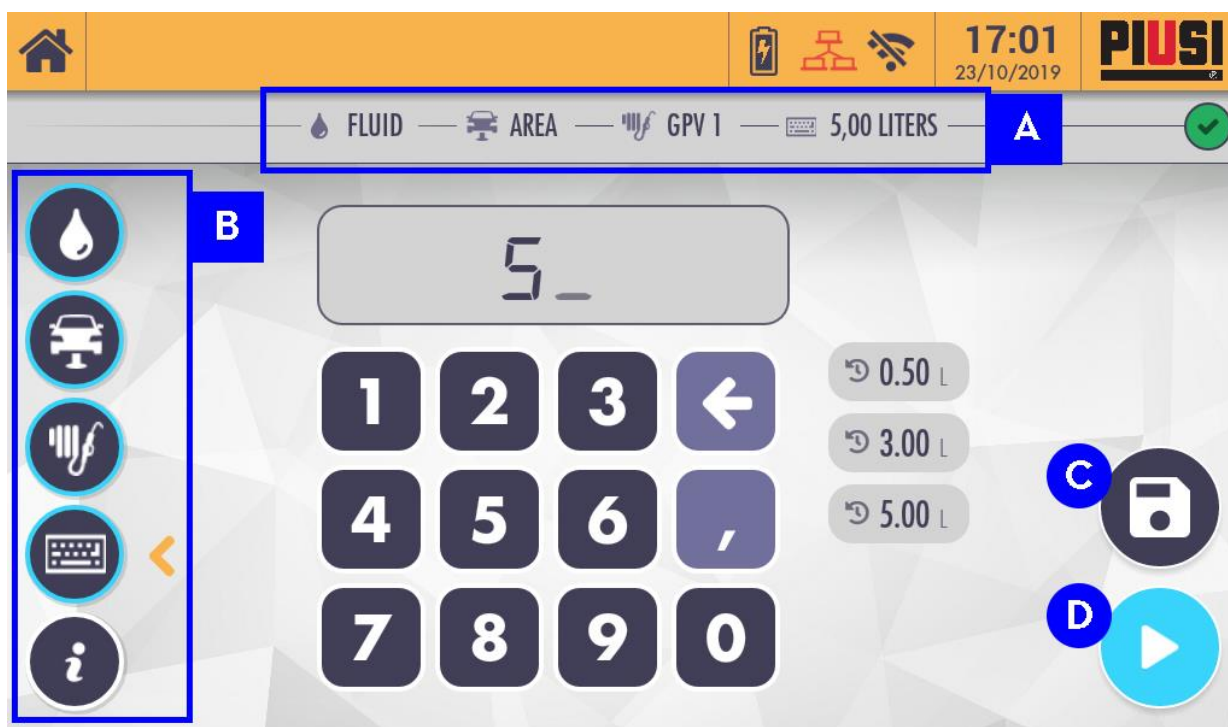 17:01
23/10/2019
PIUSI
FLUID AREA GPV 1 5,00 LITERS A
B
5_
1 2 3
0.50 L
3.00 L
4 5 6 ,
5.00 L
C
7 8 9 0
D
i